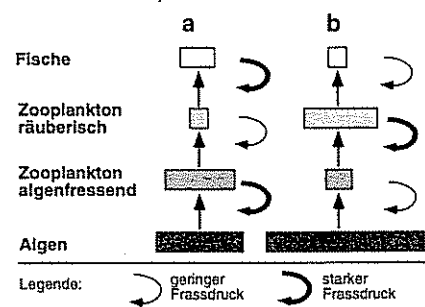 a b
Fische
Zooplankton
räuberisch
Zooplankton
algenfressend
Algen
Legende: geringer Frassdruck starker Frassdruck